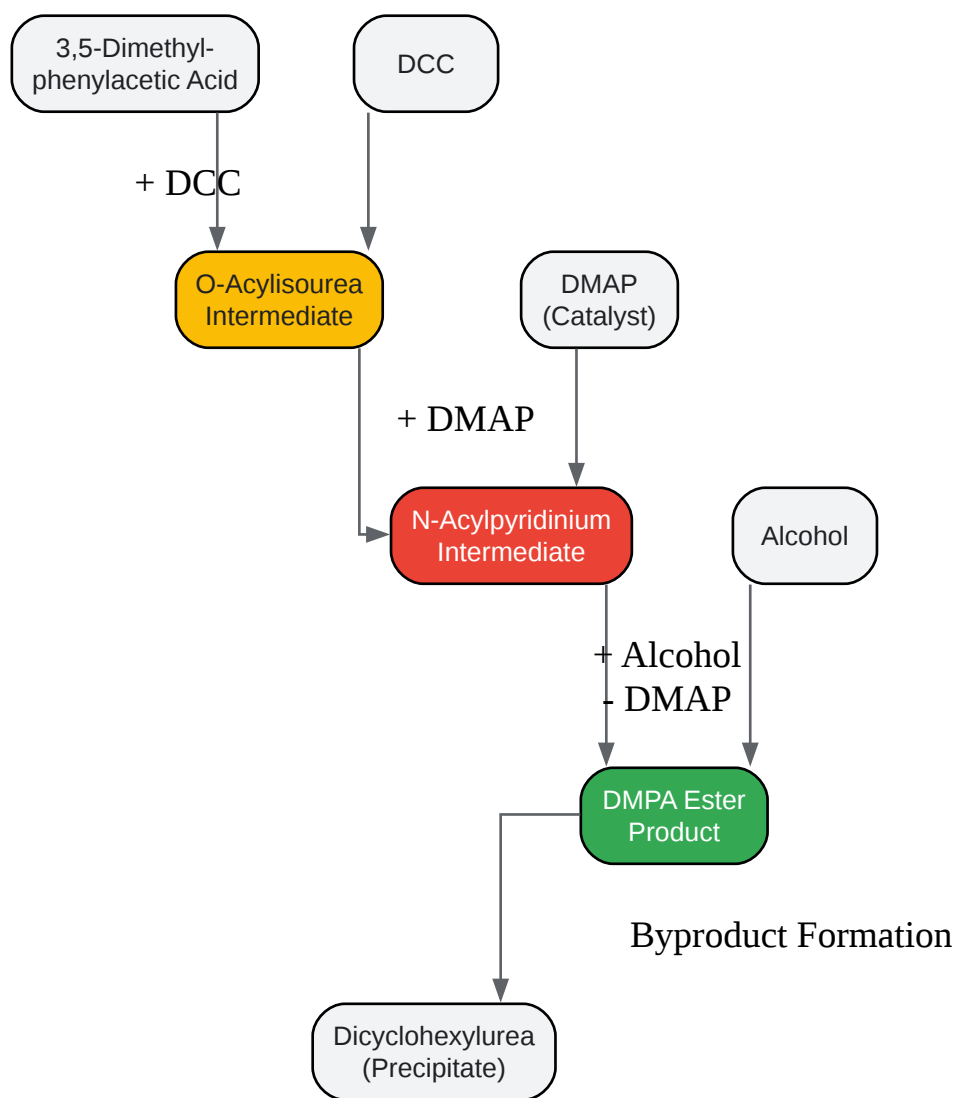 3,5-Dimethyl-
phenylacetic Acid
DCC
+ DCC
O-Acylisourea
Intermediate
DMAP
(Catalyst)
+ DMAP
N-Acylpyridinium
Intermediate
Alcohol
+ Alcohol
- DMAP
DMPA Ester
Product
Byproduct Formation
Dicyclohexylurea
(Precipitate)